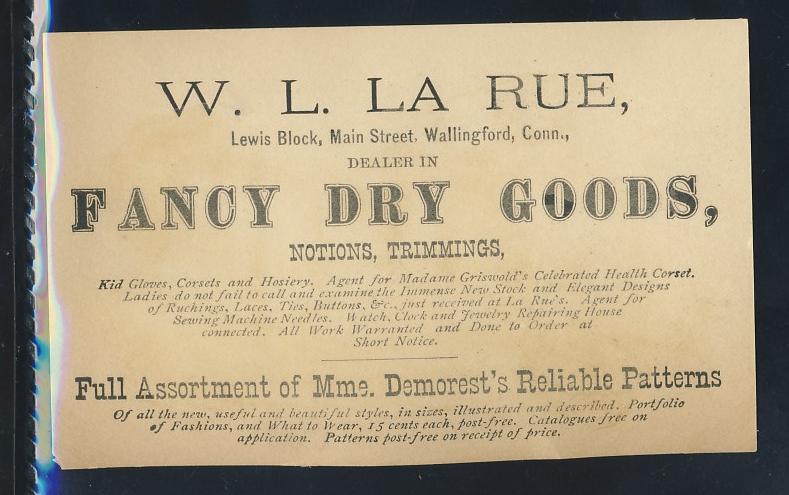 W. L. LA RUE,
Lewis Block, Main Street, Wallingford, Conn.,
DEALER IN
FANCY DRY GOODS,
NOTIONS, TRIMMINGS,
Kid Gloves, Corsets and Hosiery. Agent for Madame Griswold's Celebrated Health Corset.
Ladies do not fail to call and examine the Immense New Stock and Elegant Designs
of Ruchings, Laces, Ties, Buttons, &c., just received at La Rue's. Agent for
Sewing Machine Needles. Watch, Clock and Jewelry Repairing House
connected. All Work Warranted and Done to Order at
Short Notice.
Full Assortment of Mme. Demorest's Reliable Patterns
Of all the new, useful and beautiful styles, in sizes, illustrated and described. Portfolio
of Fashions, and What to Wear, 15 cents each, post-free. Catalogues free on
application. Patterns post-free on receipt of price.